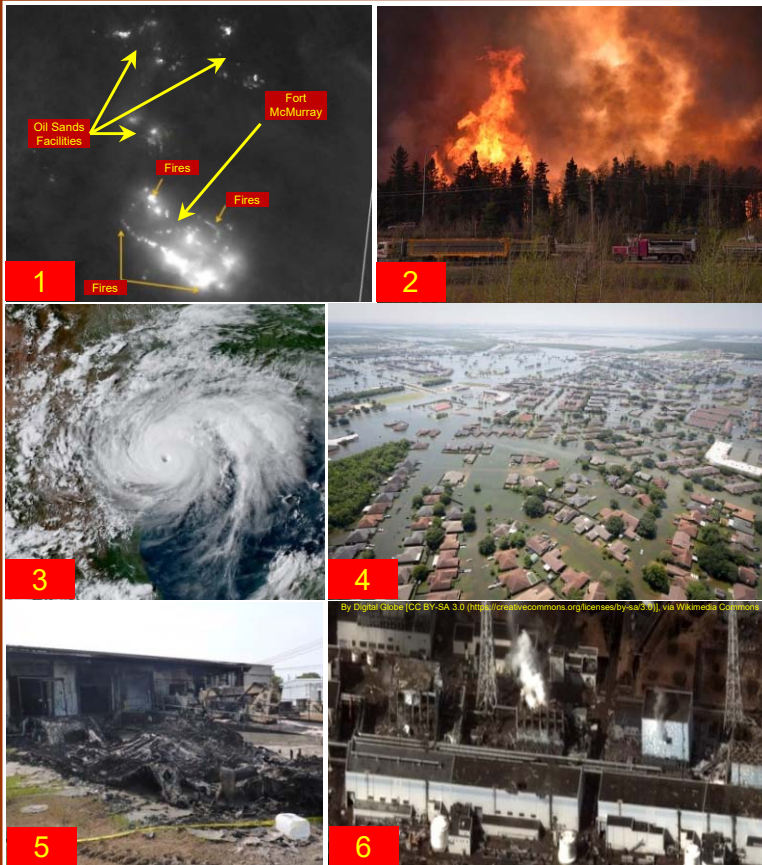 Oil Sands
Facilities
Fort
McMurray
Fires
Fires
Fires
1
2
3
4
By Digital Globe [CC BY-SA 3.0 (https://creativecommons.org/licenses/by-sa/3.0)], via Wikimedia Commons
5
6